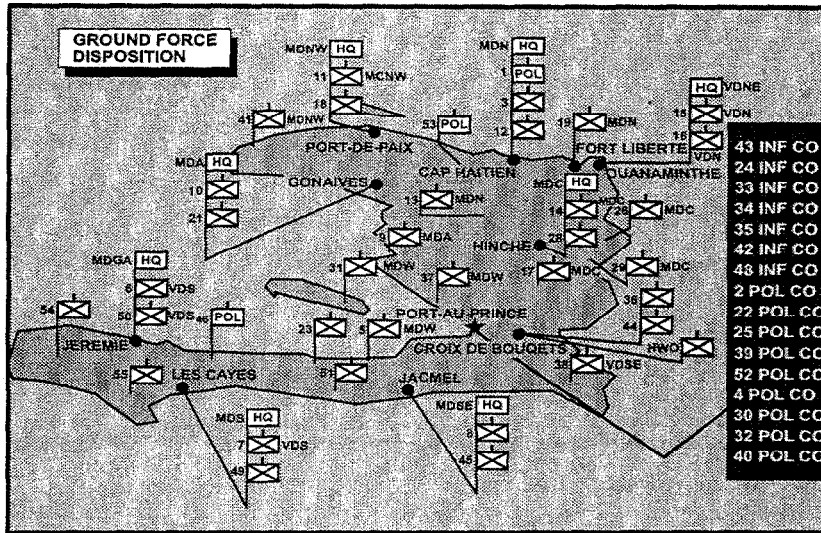 GROUND FORCE
DISPOSITION
MDNW HQ
11 MCNW
18
MDN HQ
1 POL
3
12
HQ VDNE
15 VDN
16
VDN
41 MDNW
53 POL
19 MDN
PORT-DE-PAIX
CAP HAITIEN
FORT LIBERTE
OUANAMINTHE
MDA HQ
10
21
GONAIVES
13 MDN
MDC HQ
14 MDC
28
26 MDC
MDA
HINCHE
31 MDW
37 MDW
17 MDC
29 MDC
36
44
HWD
MDGA HQ
6 VDS
50 VDS
54
46 POL
23
5 MDW
PORT-AU-PRINCE
CROIX DE BOUQETS
38 VDSE
JEREMIE
55
LES CAYES
51
JACMEL
MDS HQ
7 VDS
49
MDSE HQ
8
45
43 INF CO
24 INF CO
33 INF CO
34 INF CO
35 INF CO
42 INF CO
48 INF CO
2 POL CO
22 POL CO
25 POL CO
39 POL CO
52 POL CO
4 POL CO
30 POL CO
32 POL CO
40 POL CO